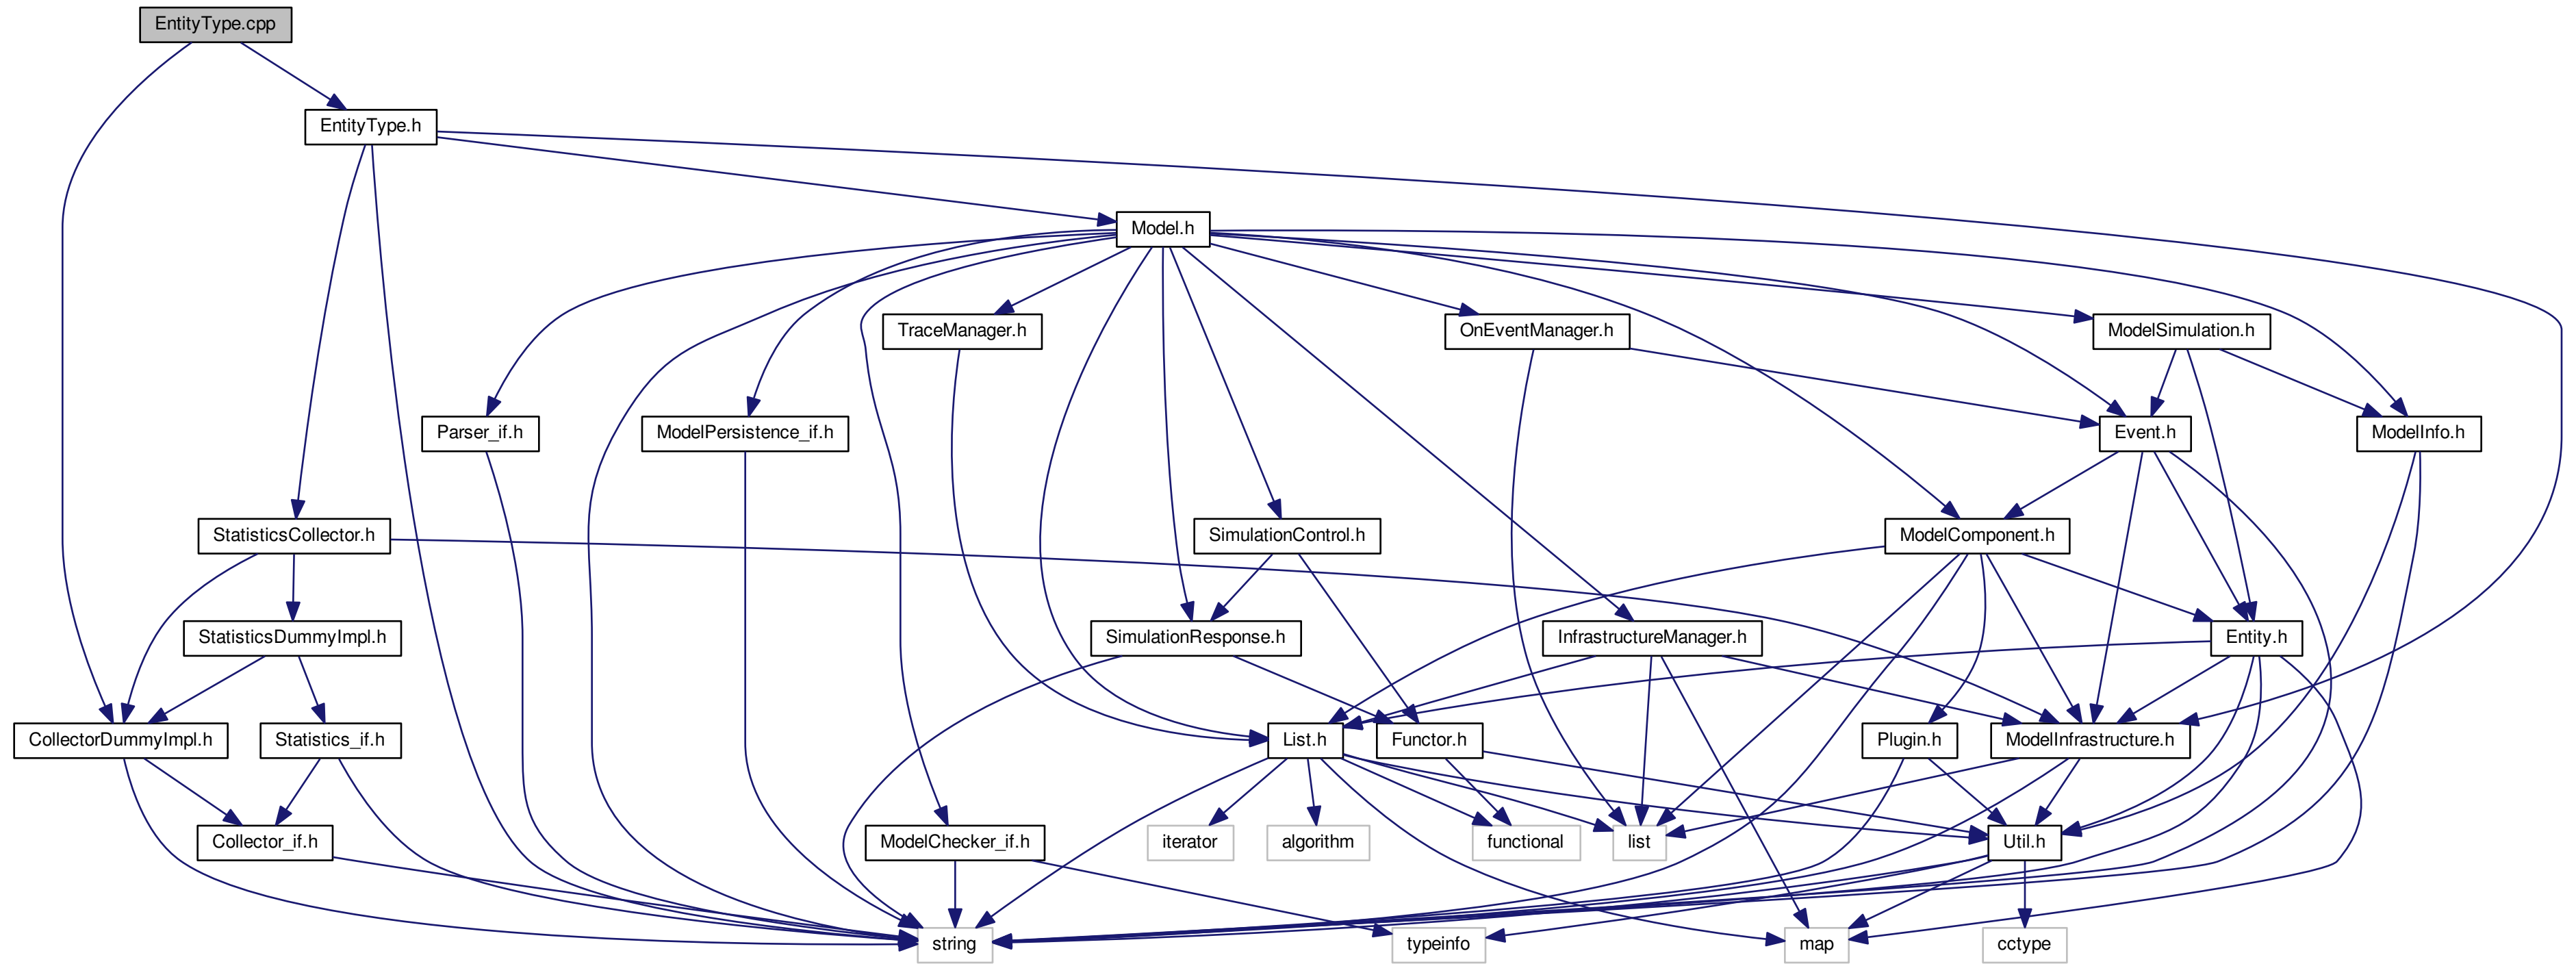 EntityType.cpp
EntityType.h
Model.h
TraceManager.h
OnEventManager.h
ModelSimulation.h
Parser_if.h
ModelPersistence_if.h
Event.h
ModelInfo.h
StatisticsCollector.h
SimulationControl.h
ModelComponent.h
StatisticsDummyImpl.h
SimulationResponse.h
InfrastructureManager.h
Entity.h
CollectorDummyImpl.h
Statistics_if.h
List.h
Functor.h
Plugin.h
ModelInfrastructure.h
Collector_if.h
ModelChecker_if.h
iterator
algorithm
functional
list
Util.h
string
typeinfo
map
cctype